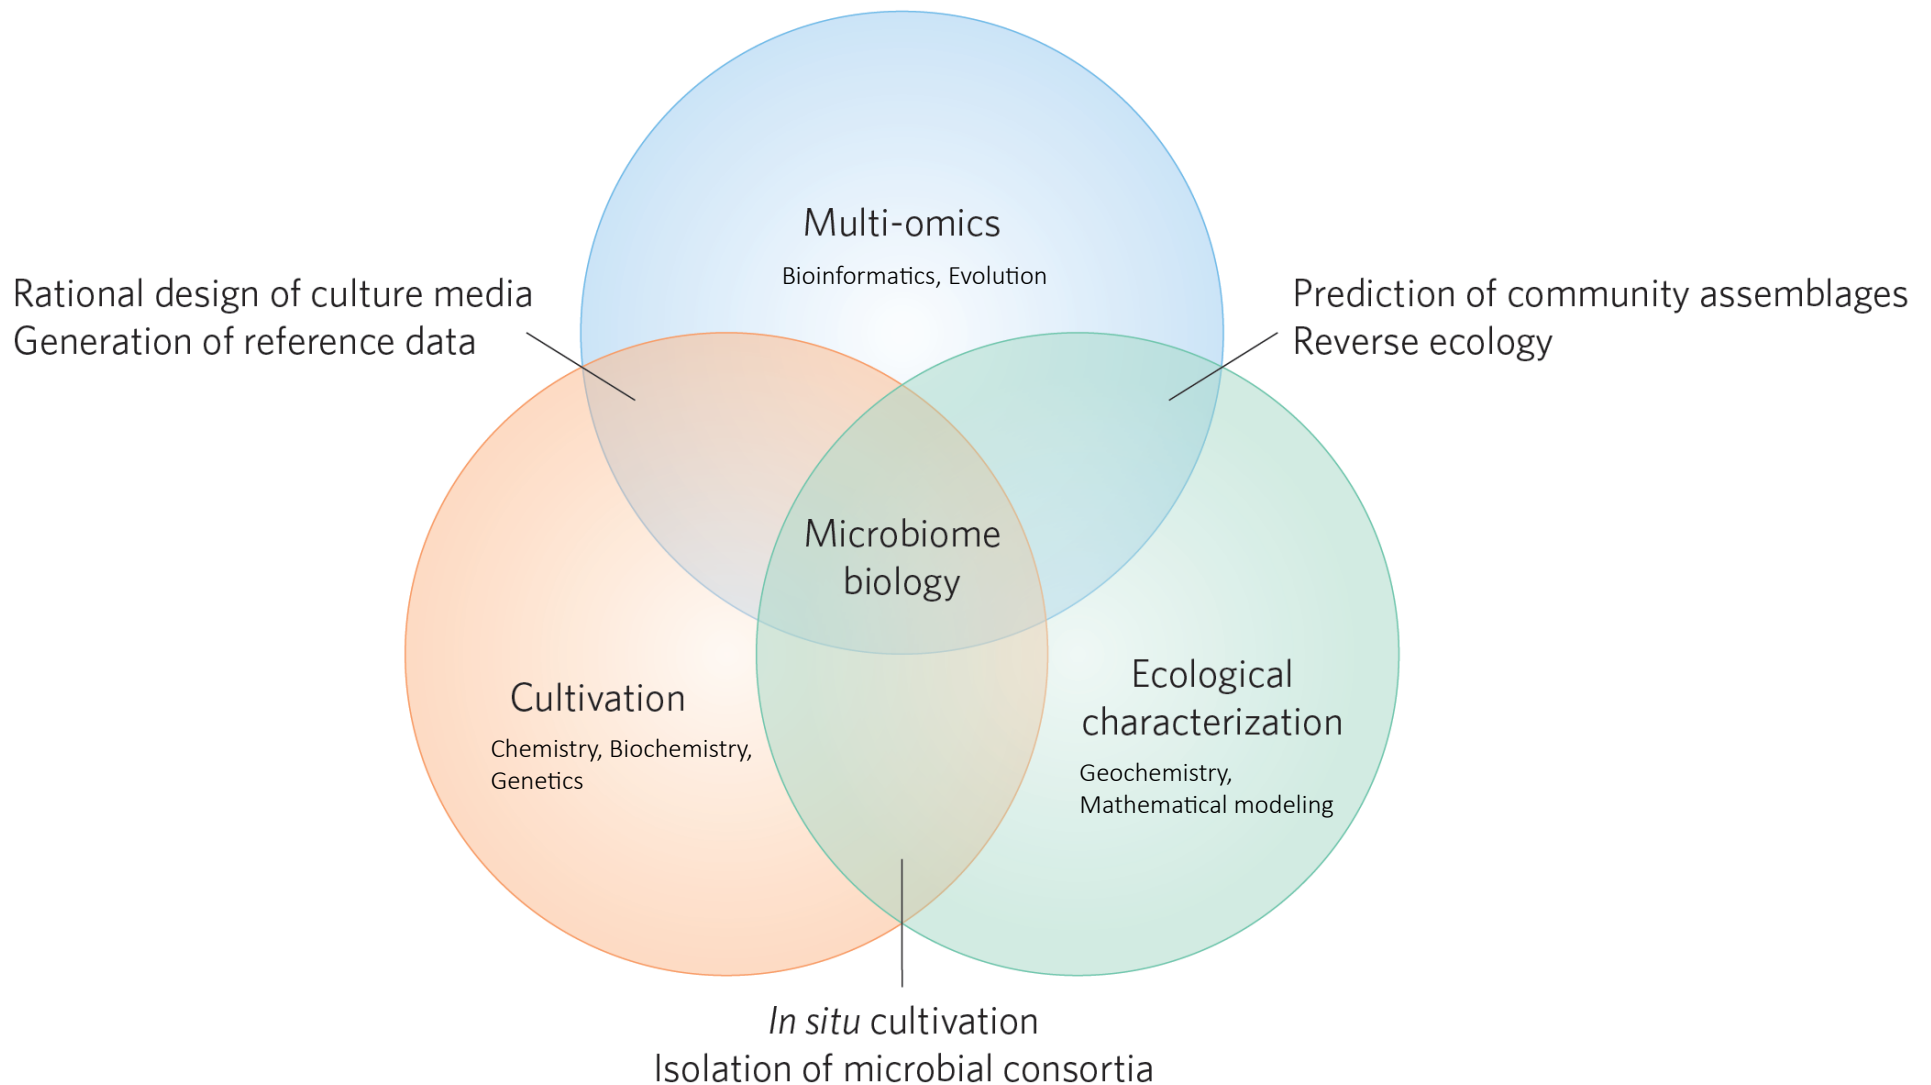 Multi-omics
Bioinformatics, Evolution
Rational design of culture media
Generation of reference data
Prediction of community assemblages
Reverse ecology
Microbiome
biology
Cultivation
Chemistry, Biochemistry,
Genetics
Ecological
characterization
Geochemistry,
Mathematical modeling
In situ cultivation
Isolation of microbial consortia